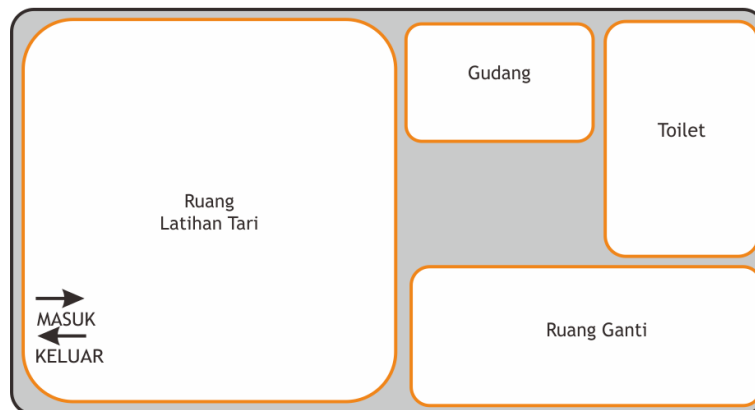 Ruang
Latihan Tari
MASUK
KELUAR
Gudang
Toilet
Ruang Ganti